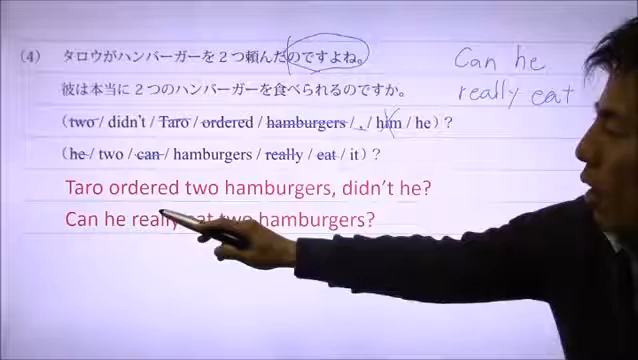 (4) タロウがハンバーガーを2つ頼んだのですよね。
彼は本当に2つのハンバーガーを食べられるのですか。
(two / didn't / Taro / ordered / hamburgers / , / him / he) ?
(he / two / can / hamburgers / really / eat / it) ?
Taro ordered two hamburgers, didn't he?
Can he really eat two hamburgers?
Can he
really eat